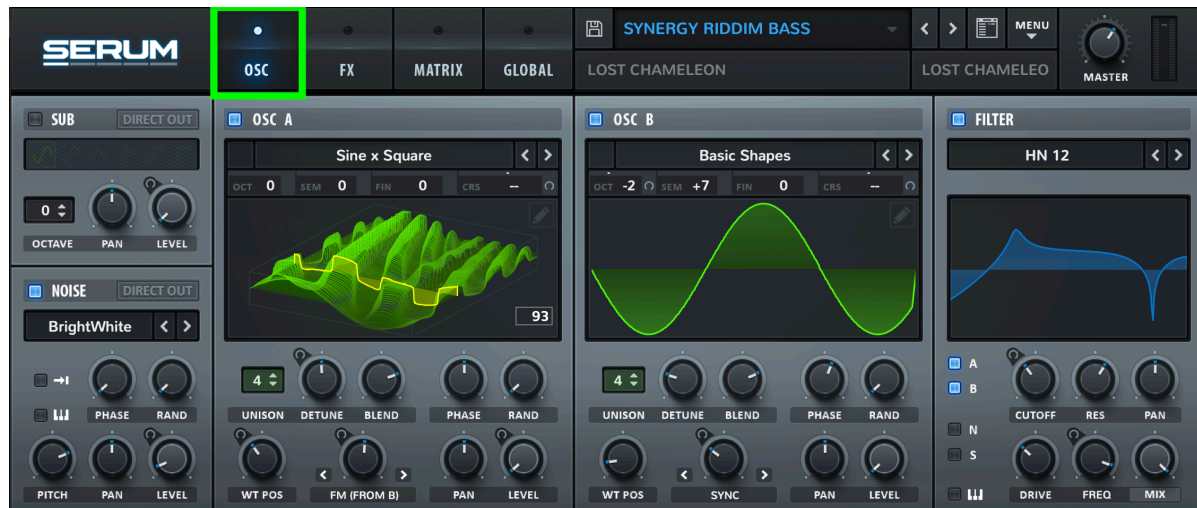 SERUM
OSC
FX
MATRIX
GLOBAL
SYNERGY RIDDIM BASS
MENU
LOST CHAMELEON
LOST CHAMELEO
MASTER
SUB
DIRECT OUT
0
OCTAVE PAN LEVEL
NOISE
DIRECT OUT
BrightWhite
PHASE RAND
PITCH PAN LEVEL
OSC A
Sine x Square
OCT 0 SEM 0 FIN 0 CRS --
93
4
UNISON DETUNE BLEND PHASE RAND
WT POS FM (FROM B) PAN LEVEL
OSC B
Basic Shapes
OCT -2 SEM +7 FIN 0 CRS --
4
UNISON DETUNE BLEND PHASE RAND
WT POS SYNC PAN LEVEL
FILTER
HN 12
A
B
CUTOFF RES PAN
N
S
DRIVE FREQ MIX